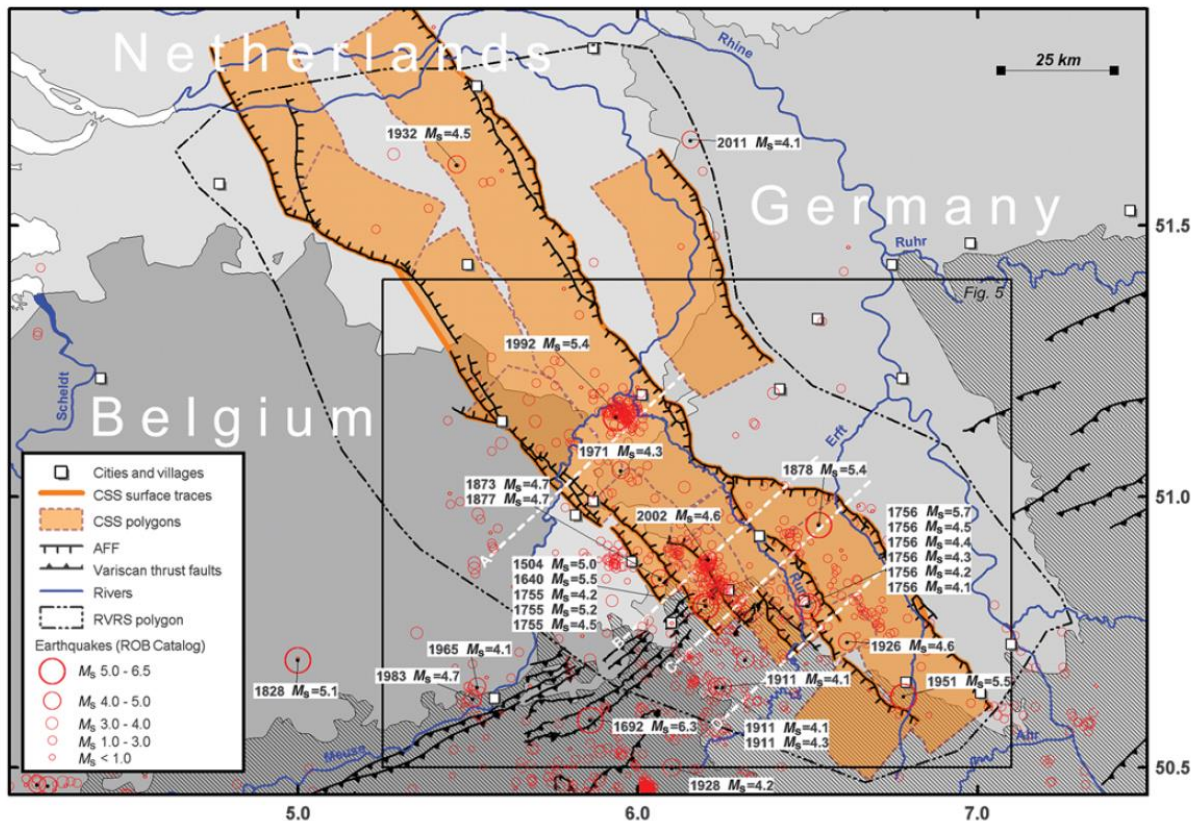 Netherlands
Rhine
25 km
1932 Ms=4.5
2011 Ms=4.1
Germany
51.5
Ruhr
Fig. 5
1992 Ms=5.4
Scheldt
Belgium
Erft
1971 Ms=4.3
1878 Ms=5.4
1873 Ms=4.7
1877 Ms=4.7
51.0
2002 Ms=4.6
1756 Ms=5.7
1756 Ms=4.5
1756 Ms=4.4
1756 Ms=4.3
1756 Ms=4.2
1756 Ms=4.1
A
1504 Ms=5.0
1640 Ms=5.5
1755 Ms=4.2
1755 Ms=5.2
1755 Ms=4.5
B
C
D
1965 Ms=4.1
1983 Ms=4.7
1926 Ms=4.6
1828 Ms=5.1
1911 Ms=4.1
1951 Ms=5.5
1692 Ms=6.3
1911 Ms=4.1
1911 Ms=4.3
Meuse
Ahr
1928 Ms=4.2
50.5
Cities and villages
CSS surface traces
CSS polygons
AFF
Variscan thrust faults
Rivers
RVRS polygon
Earthquakes (ROB Catalog)
Ms 5.0 - 6.5
Ms 4.0 - 5.0
Ms 3.0 - 4.0
Ms 1.0 - 3.0
Ms < 1.0
5.0
6.0
7.0